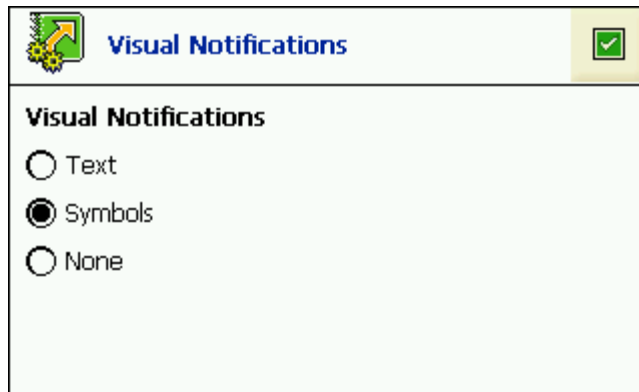 Visual Notifications
Visual Notifications
Text
Symbols
None